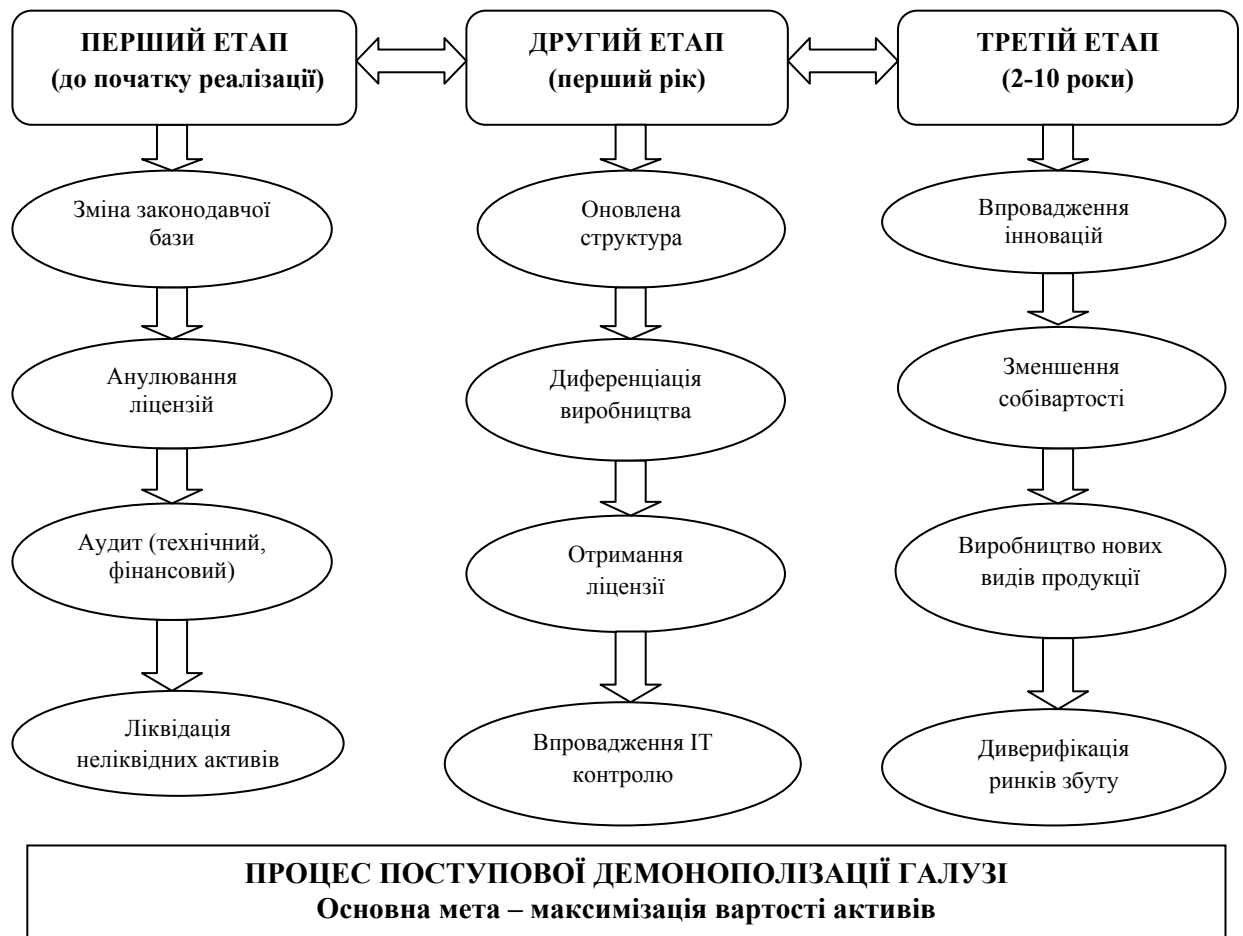 ПЕРШИЙ ЕТАП
(до початку реалізації)
Зміна законодавчої
бази
Анулювання
ліцензій
Аудит (технічний,
фінансовий)
Ліквідація
неліквідних активів
ДРУГИЙ ЕТАП
(перший рік)
Оновлена
структура
Диференціація
виробництва
Отримання
ліцензії
Впровадження ІТ
контролю
ТРЕТІЙ ЕТАП
(2-10 роки)
Впровадження
інновацій
Зменшення
собівартості
Виробництво нових
видів продукції
Диверифікація
ринків збуту
ПРОЦЕС ПОСТУПОВОЇ ДЕМОНОПОЛІЗАЦІЇ ГАЛУЗІ
Основна мета – максимізація вартості активів